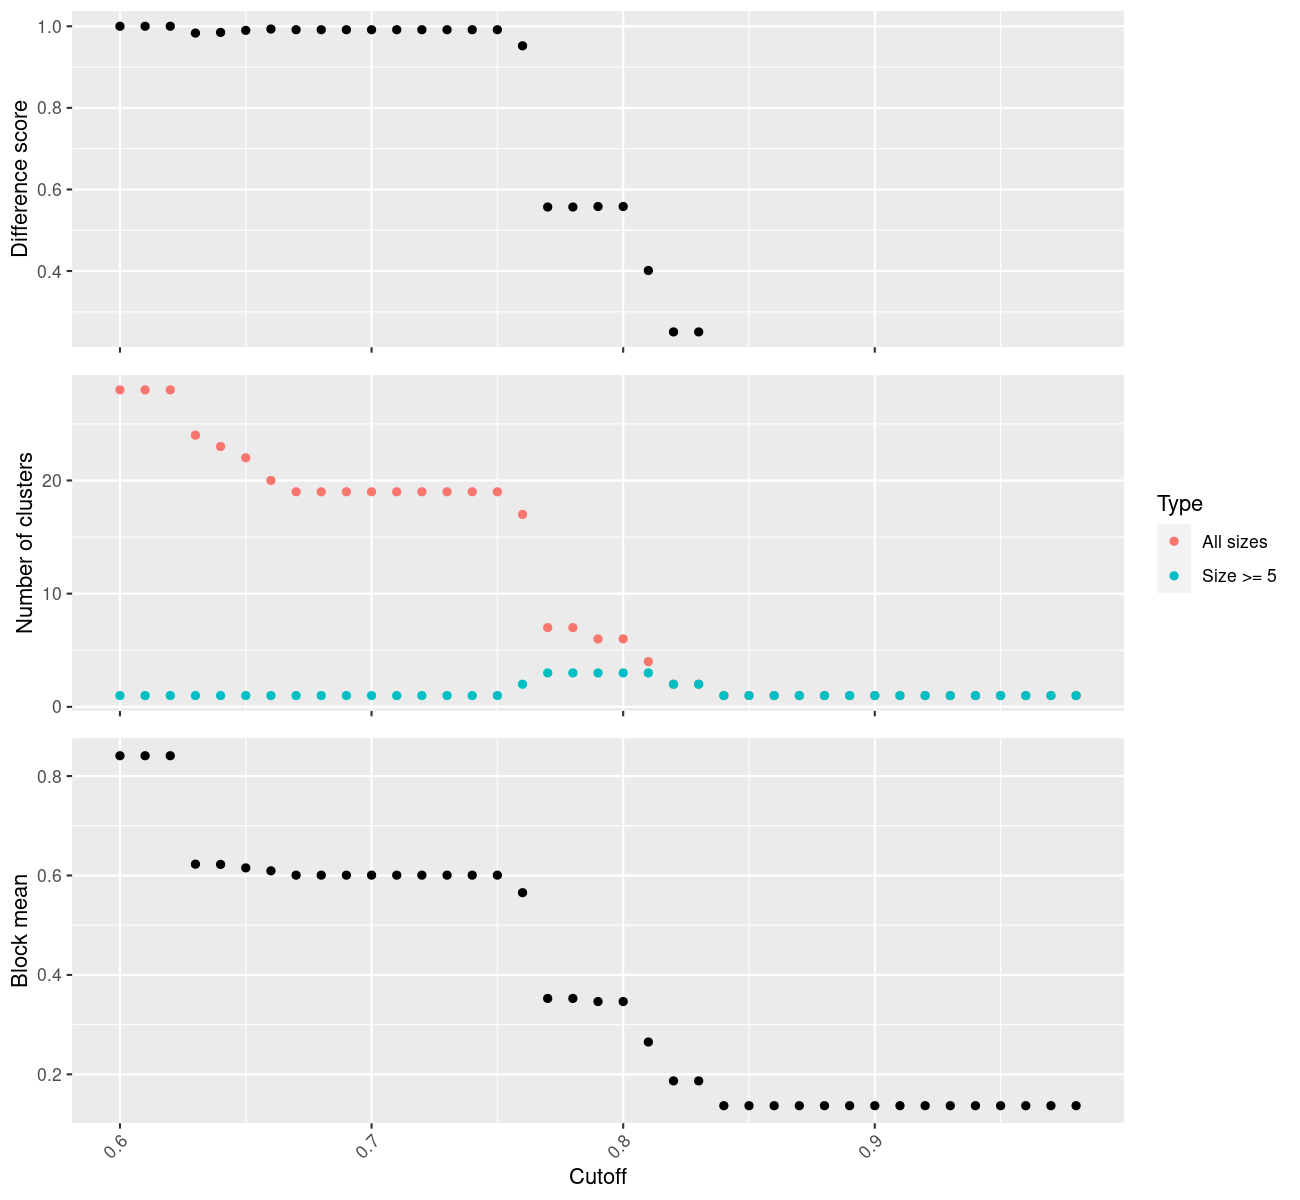 Difference score
1.0
0.8
0.6
0.4
Number of clusters
20
10
0
Type
All sizes
Size >= 5
Block mean
0.8
0.6
0.4
0.2
0.6
0.7
0.8
0.9
Cutoff